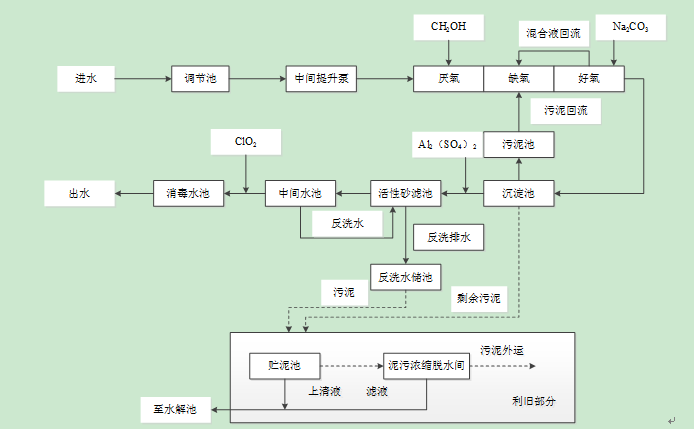 CH3OH
混合液回流
Na2CO3
进水
调节池
中间提升泵
厌氧
缺氧
好氧
污泥回流
ClO2
Al2（SO4）2
污泥池
出水
消毒水池
中间水池
活性砂滤池
沉淀池
反洗水
反洗排水
反洗水储池
污泥
剩余污泥
贮泥池
泥污浓缩脱水间
污泥外运
上清液
滤液
利旧部分
至水解池